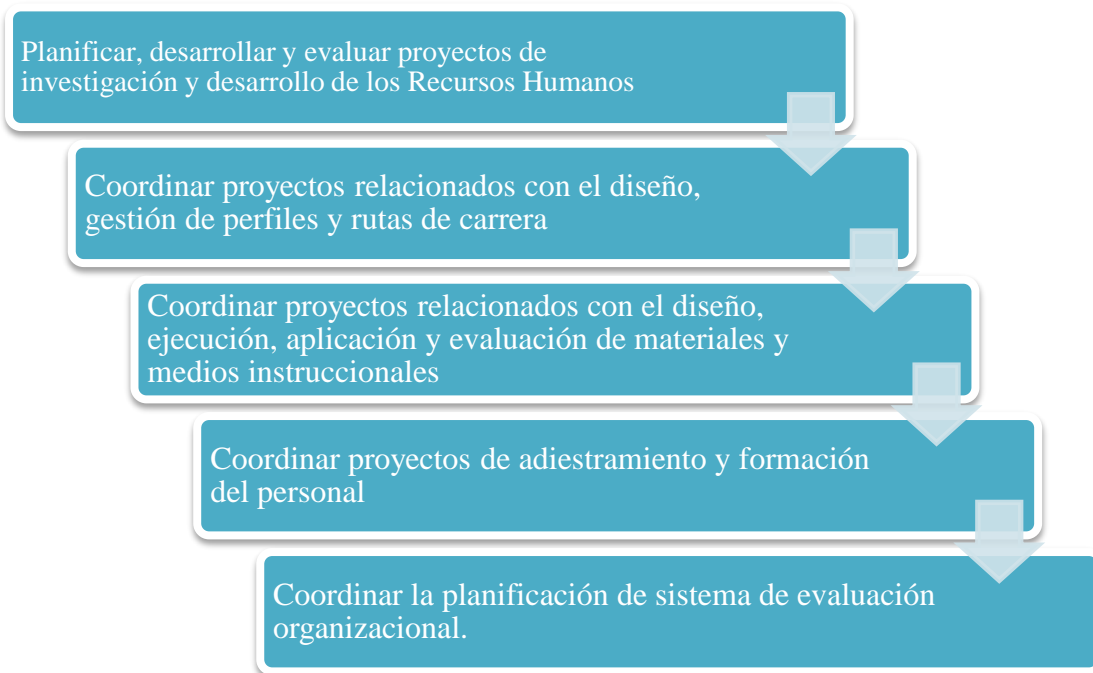 Planificar, desarrollar y evaluar proyectos de
investigación y desarrollo de los Recursos Humanos
Coordinar proyectos relacionados con el diseño,
gestión de perfiles y rutas de carrera
Coordinar proyectos relacionados con el diseño,
ejecución, aplicación y evaluación de materiales y
medios instruccionales
Coordinar proyectos de adiestramiento y formación
del personal
Coordinar la planificación de sistema de evaluación
organizacional.